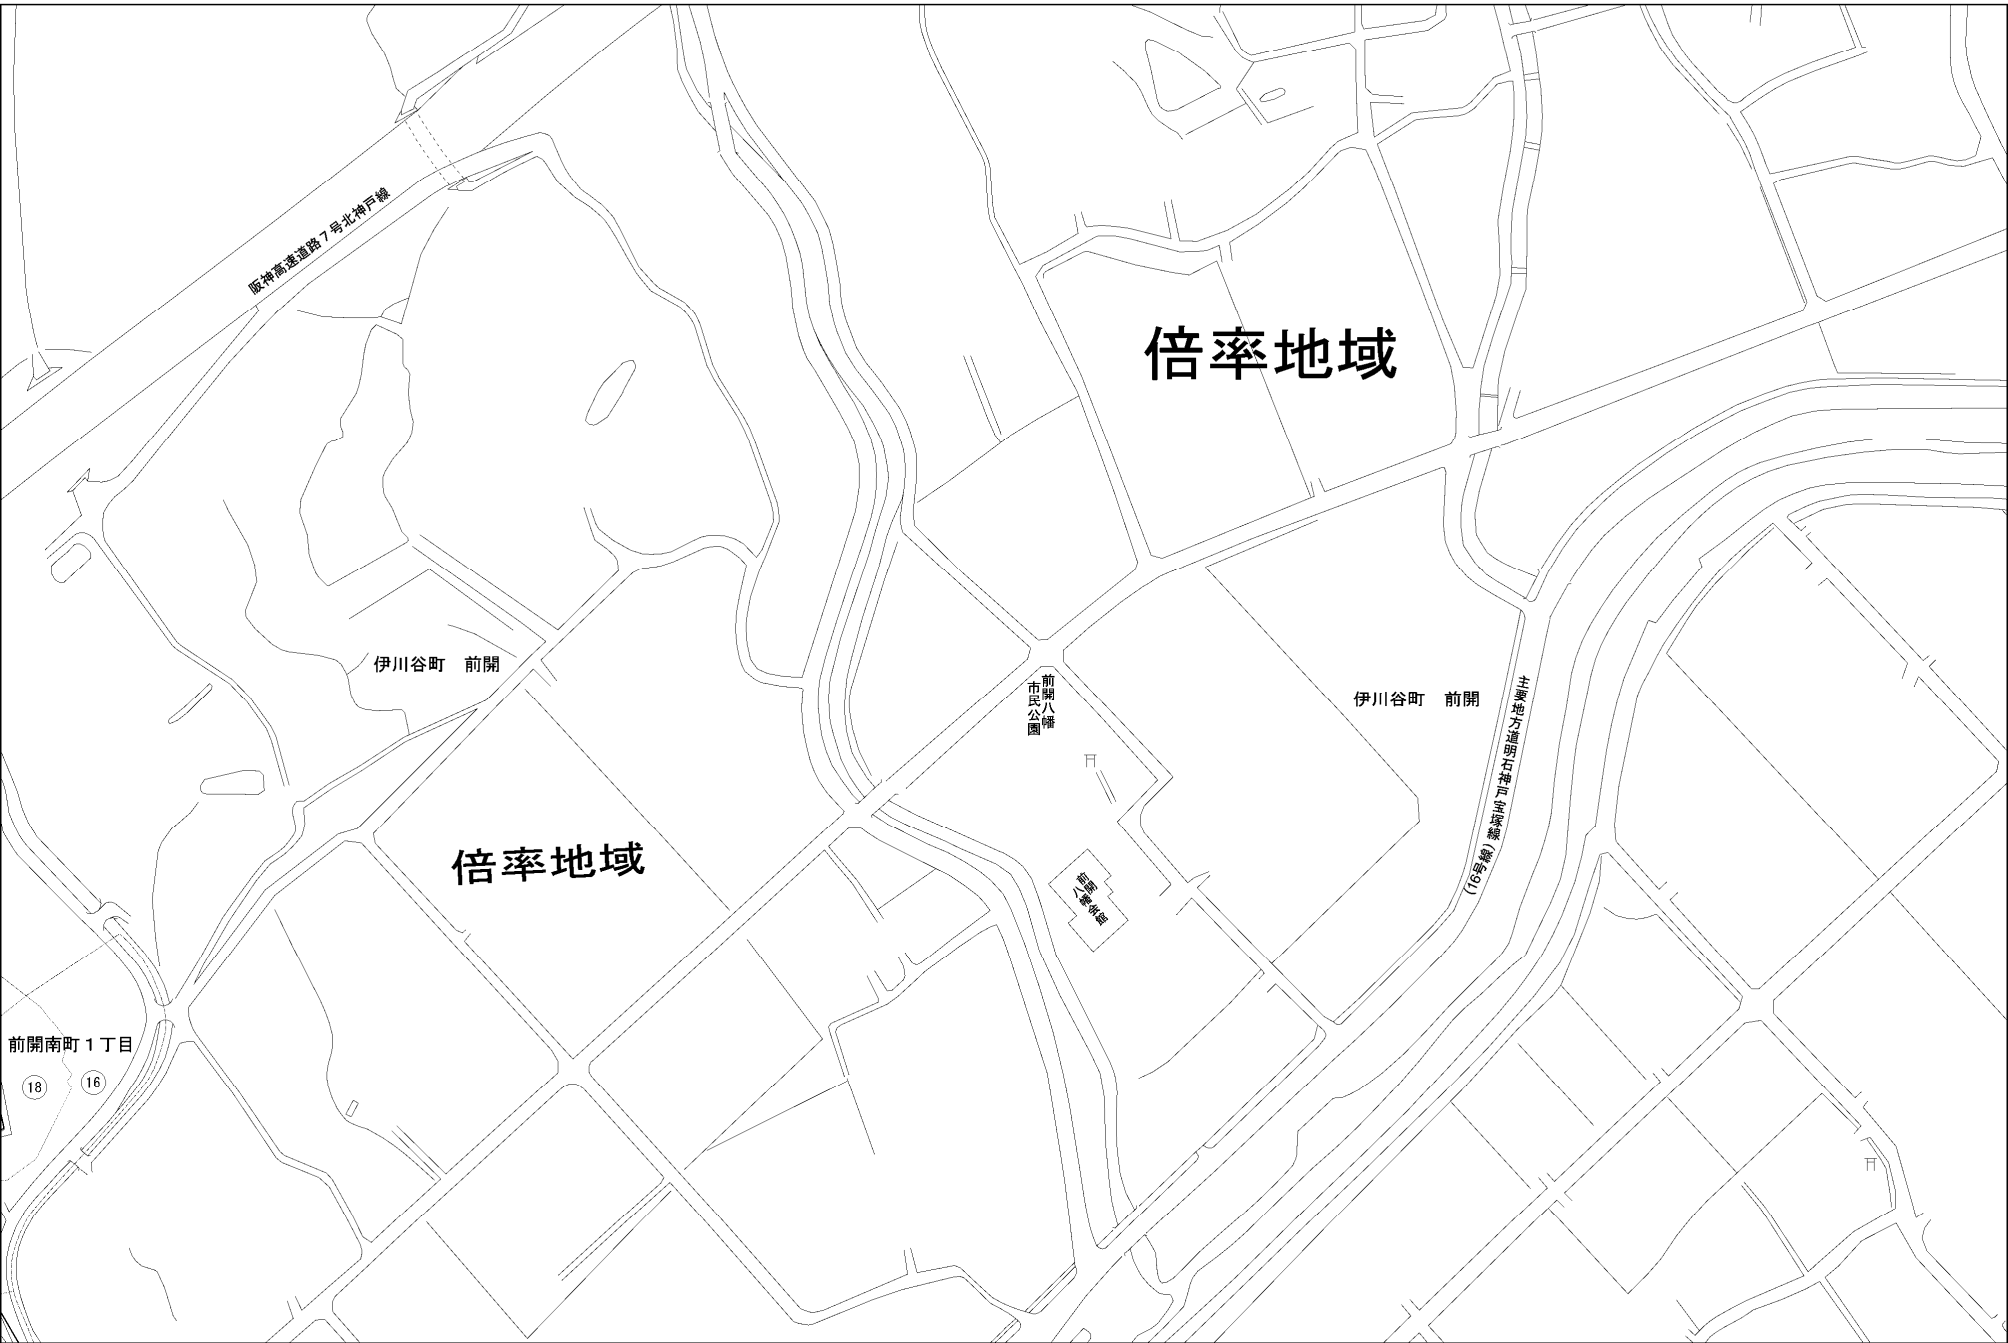 阪神高速道路７号北神戸線
倍率地域
伊川谷町　前開
前開八幡
市民公園
伊川谷町　前開
主要地方道明石神戸宝塚線
(16号線)
倍率地域
前開
八幡会館
前開南町１丁目
18
16